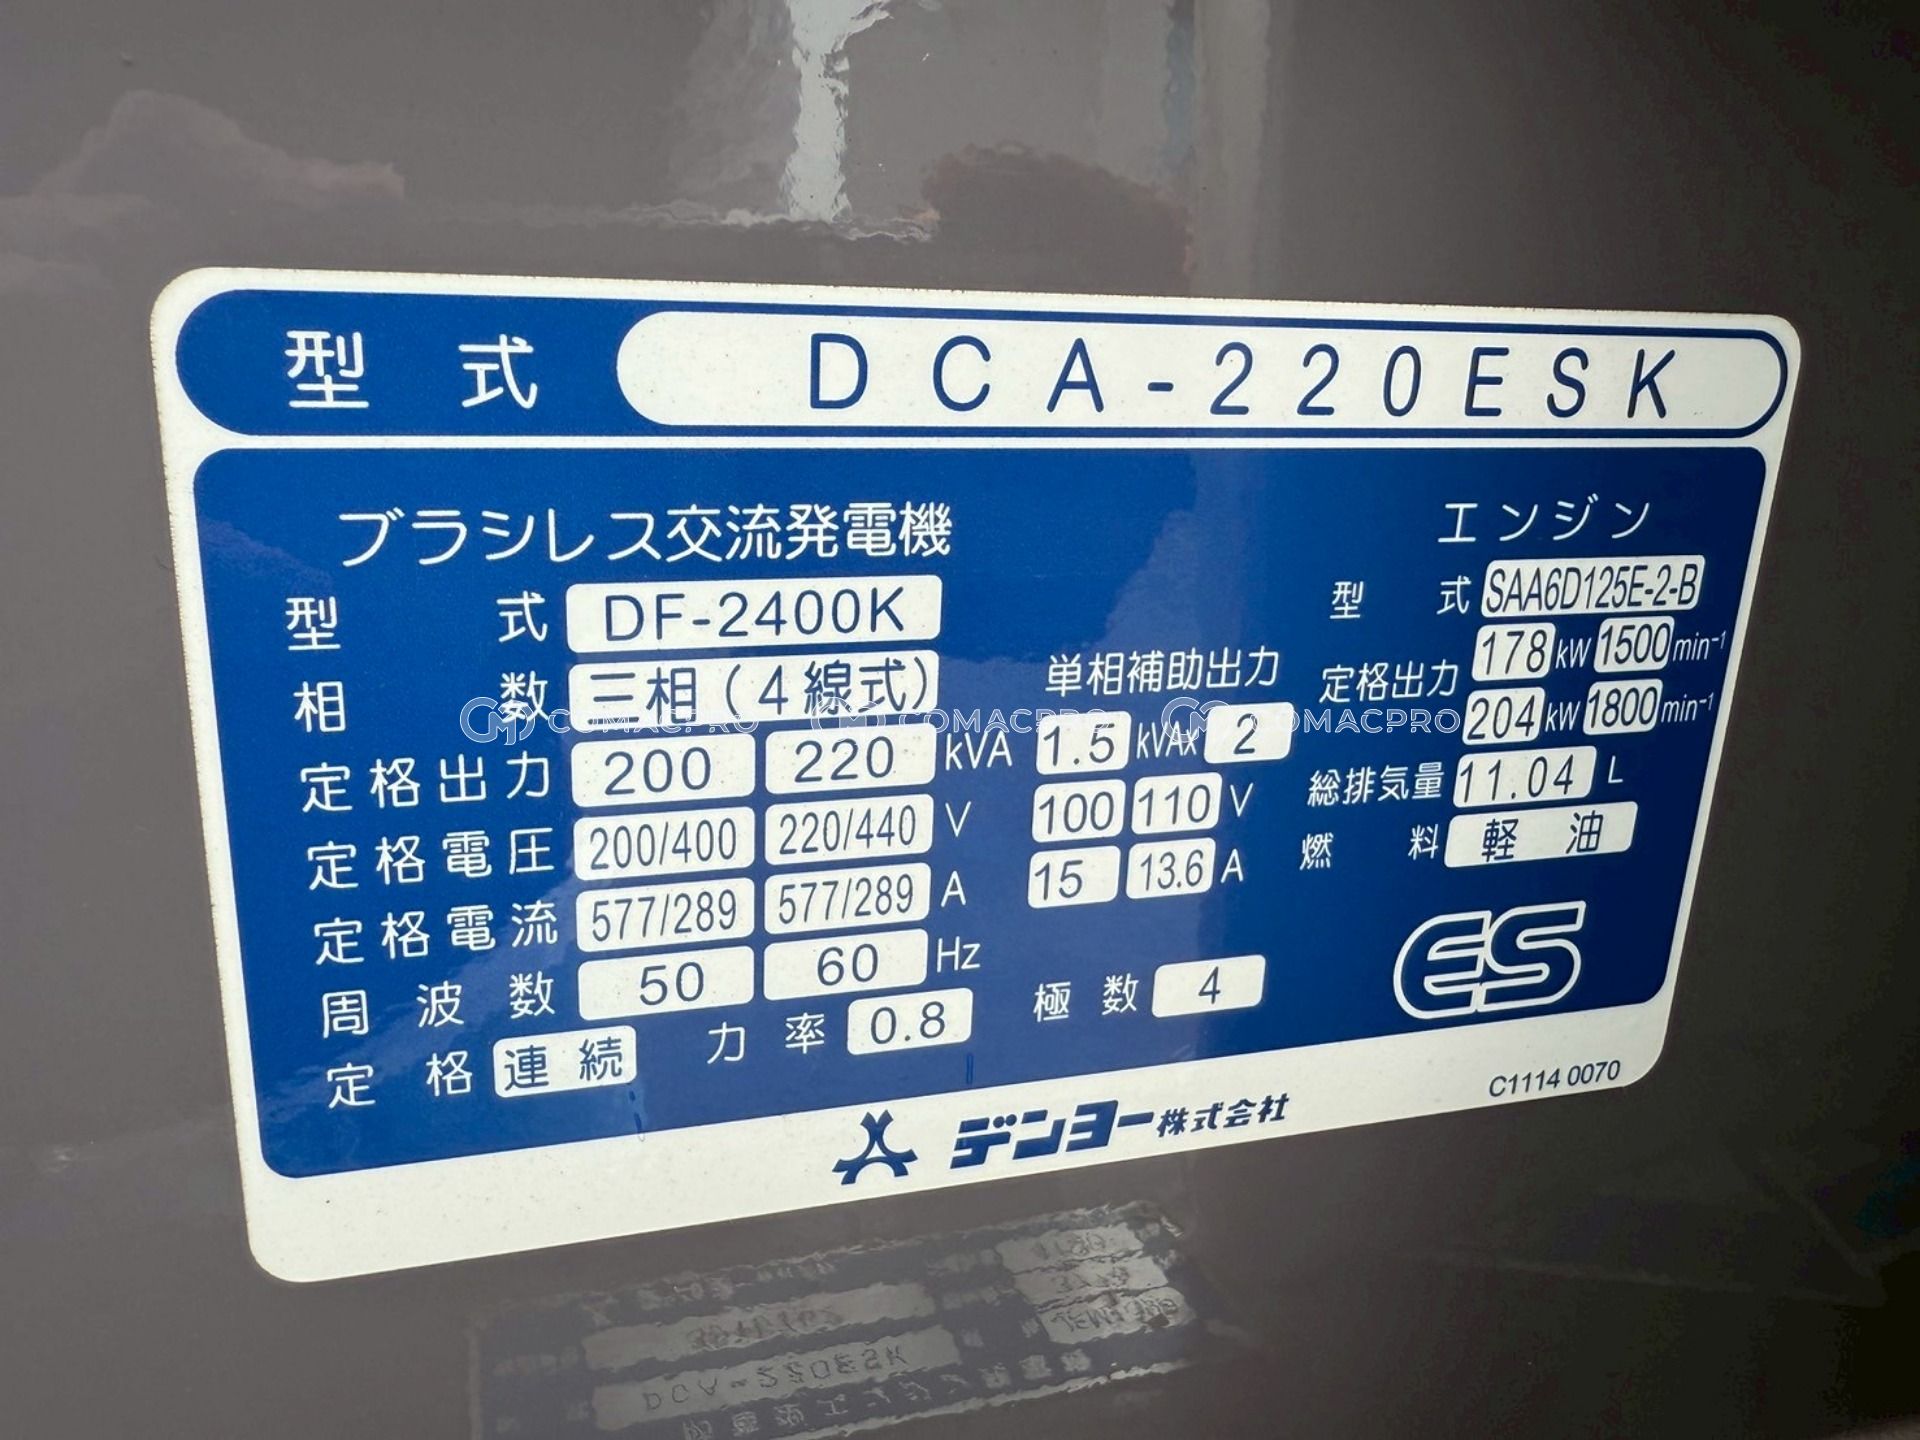 型式 DCA-220ESK
ブラシレス交流発電機
型式 DF-2400K
相数 三相(4線式)
定格出力 200 220 kVA
定格電圧 200/400 220/440 V
定格電流 577/289 577/289 A
周波数 50 60 Hz
定格 連続 力率 0.8
単相補助出力
1.5 kVAx 2
100 110 V
15 13.6 A
極数 4
エンジン
型式 SAA6D125E-2-B
定格出力 178 kW 1500 min⁻¹
204 kW 1800 min⁻¹
総排気量 11.04 L
燃料 軽油
ES
C1114 0070
デンヨー株式会社
COMACPRO COMACPRO COMACPRO